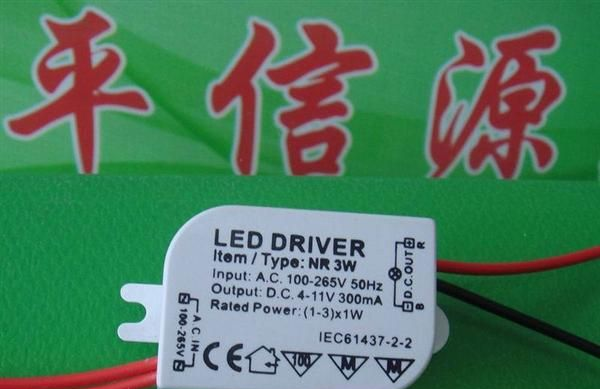 平信源
LED DRIVER
Item / Type: NR 3W
Input: A.C. 100-265V 50Hz
Output: D.C. 4-11V 300mA
Rated Power: (1-3)x1W
IEC61437-2-2
A.C IN
100-265V
CE
100
M
M
D.C.OUT
R
B